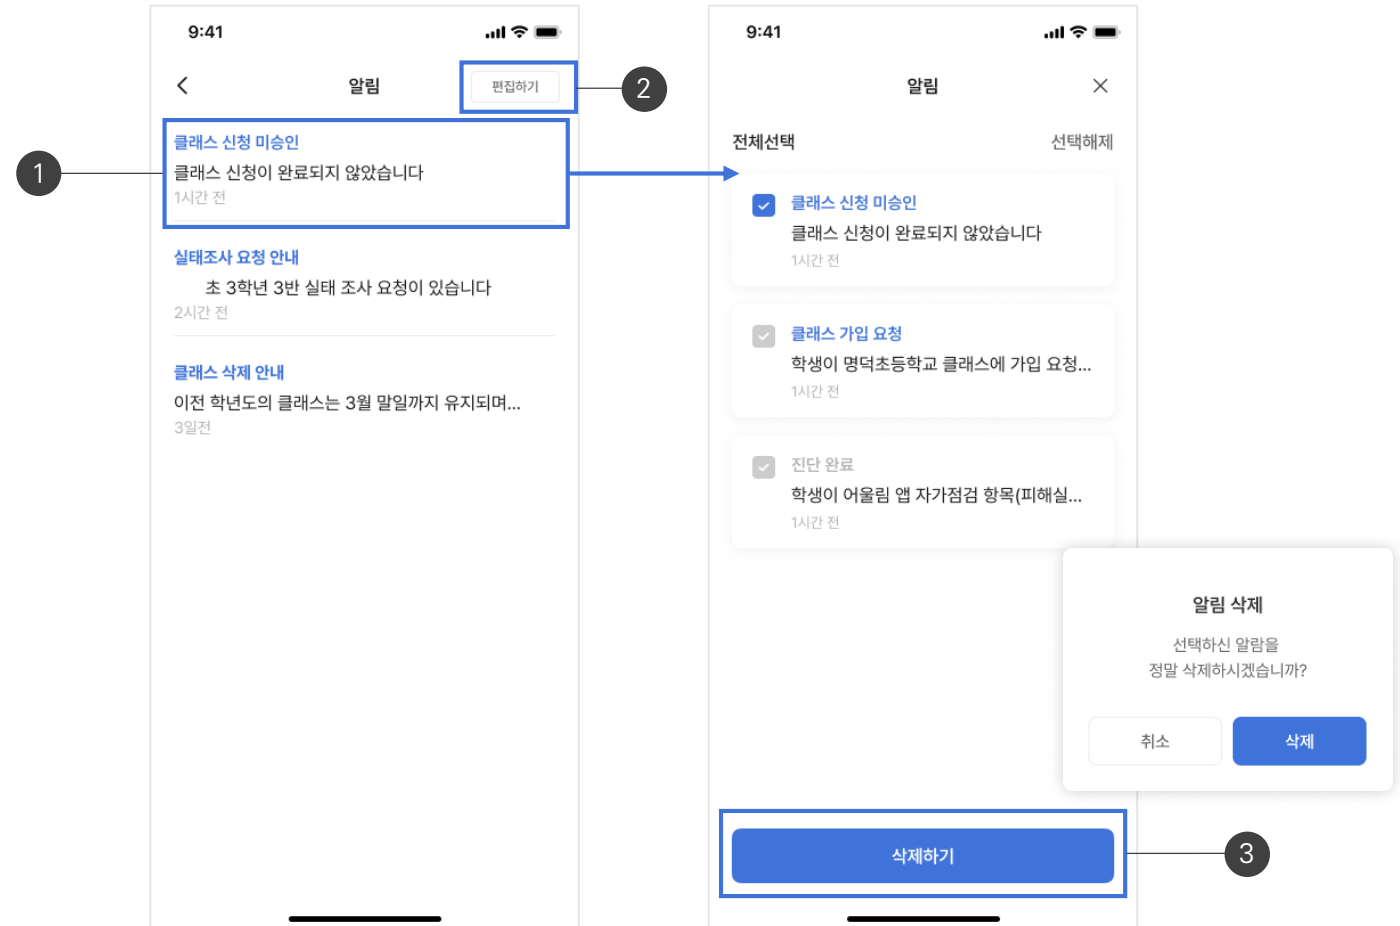 9:41
알림
편집하기
2
1
클래스 신청 미승인
클래스 신청이 완료되지 않았습니다
1시간 전
실태조사 요청 안내
초 3학년 3반 실태 조사 요청이 있습니다
2시간 전
클래스 삭제 안내
이전 학년도의 클래스는 3월 말일까지 유지되며...
3일전
9:41
알림
전체선택
선택해제
클래스 신청 미승인
클래스 신청이 완료되지 않았습니다
1시간 전
클래스 가입 요청
학생이 명덕초등학교 클래스에 가입 요청...
1시간 전
진단 완료
학생이 어울림 앱 자가점검 항목(피해실...
1시간 전
알림 삭제
선택하신 알람을
정말 삭제하시겠습니까?
취소
삭제
삭제하기
3